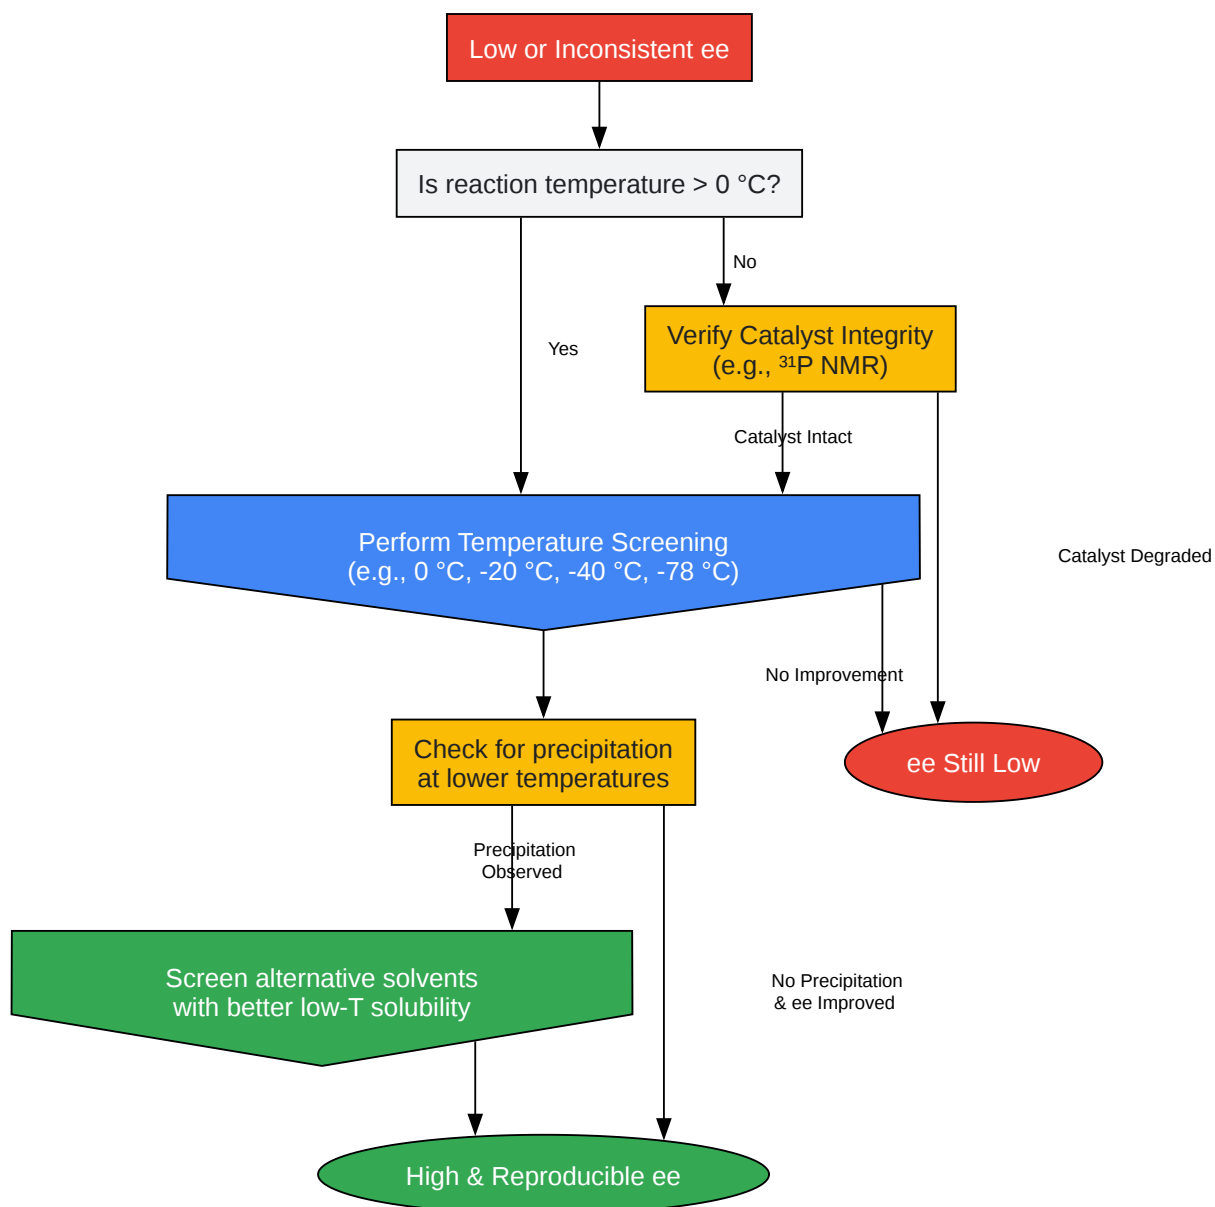 Low or Inconsistent ee
Is reaction temperature > 0 °C?
No
Verify Catalyst Integrity
(e.g., ³¹P NMR)
Yes
Catalyst Intact
Perform Temperature Screening
(e.g., 0 °C, -20 °C, -40 °C, -78 °C)
Catalyst Degraded
No Improvement
Check for precipitation
at lower temperatures
ee Still Low
Precipitation
Observed
Screen alternative solvents
with better low-T solubility
No Precipitation
& ee Improved
High & Reproducible ee